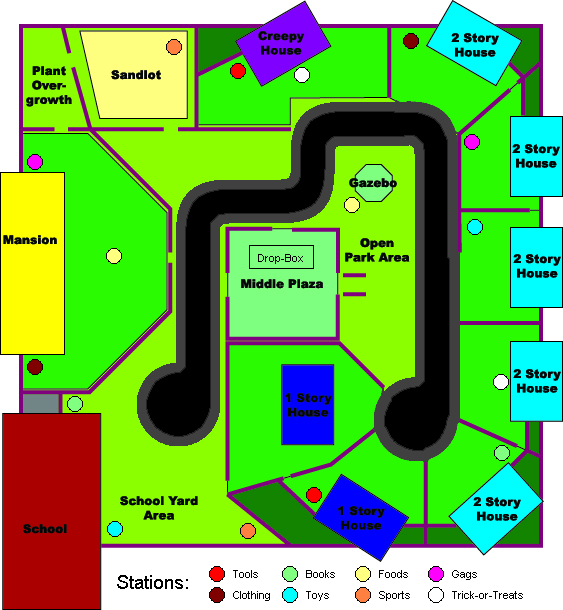 Creepy
House
2 Story
House
Plant
Over-
growth
Sandlot
2 Story
House
Gazebo
Mansion
Open
Park Area
Drop-Box
Middle Plaza
2 Story
House
1 Story
House
2 Story
House
School Yard
Area
1 Story
House
2 Story
House
School
Stations:
Tools
Books
Foods
Gags
Clothing
Toys
Sports
Trick-or-Treats